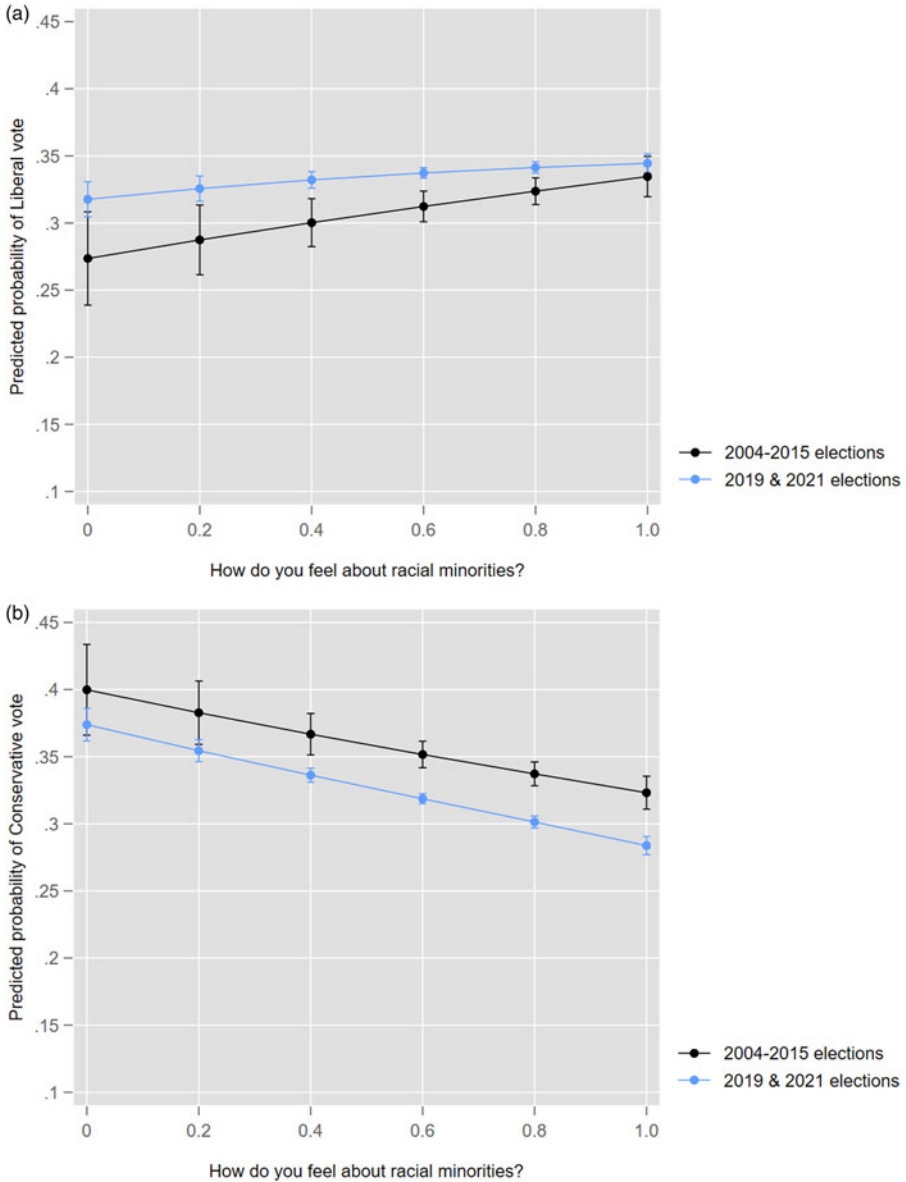 (a)
.45
.4
.35
.3
.25
.2
.15
.1
Predicted probability of Liberal vote
0 0.2 0.4 0.6 0.8 1.0
How do you feel about racial minorities?
2004-2015 elections
2019 & 2021 elections
(b)
.45
.4
.35
.3
.25
.2
.15
.1
Predicted probability of Conservative vote
0 0.2 0.4 0.6 0.8 1.0
How do you feel about racial minorities?
2004-2015 elections
2019 & 2021 elections